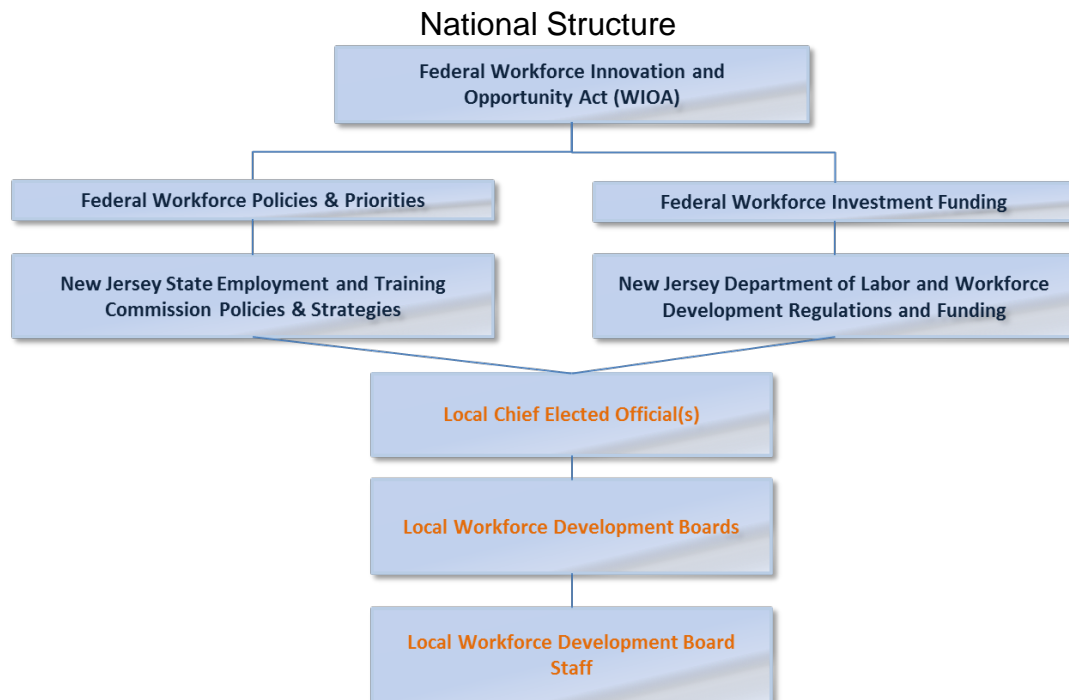 National Structure
Federal Workforce Innovation and
Opportunity Act (WIOA)
Federal Workforce Policies & Priorities
Federal Workforce Investment Funding
New Jersey State Employment and Training
Commission Policies & Strategies
New Jersey Department of Labor and Workforce
Development Regulations and Funding
Local Chief Elected Official(s)
Local Workforce Development Boards
Local Workforce Development Board
Staff